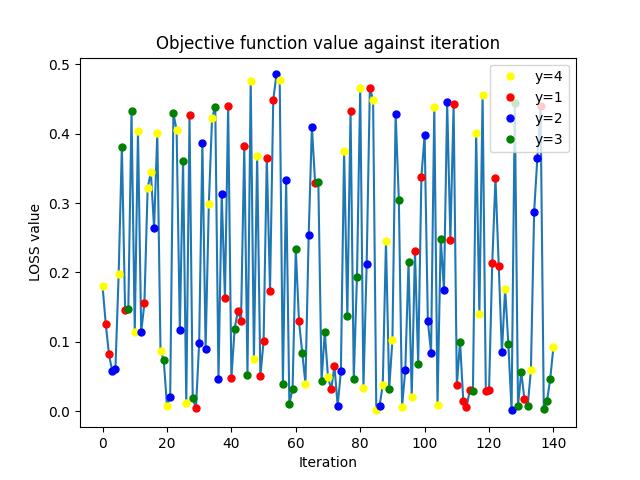 Objective function value against iteration
y=4
y=1
y=2
y=3
LOSS value
0.5
0.4
0.3
0.2
0.1
0.0
0 20 40 60 80 100 120 140
Iteration